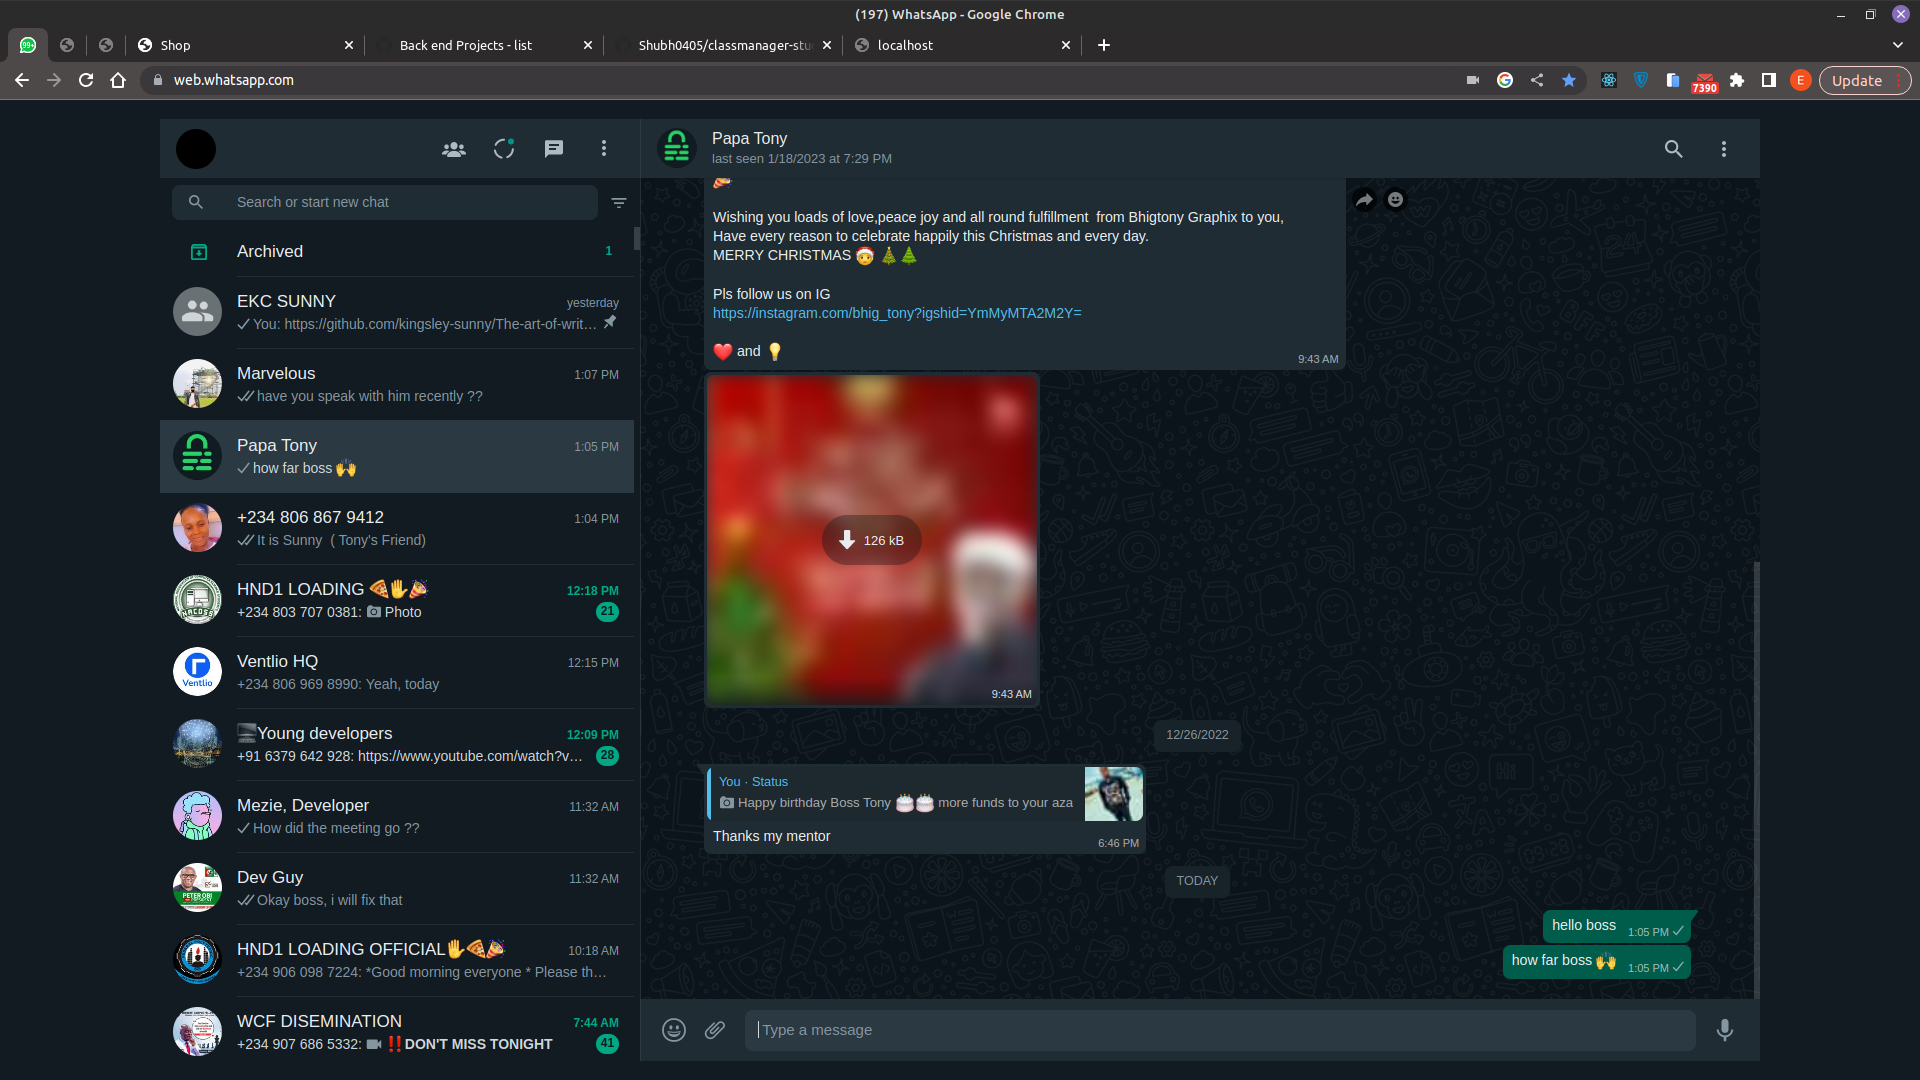 (197) WhatsApp - Google Chrome
99+
Shop
Back end Projects - list
Shubh0405/classmanager-stu
localhost
web.whatsapp.com
7390
E
Update
Papa Tony
last seen 1/18/2023 at 7:29 PM
Search or start new chat
Archived
1
EKC SUNNY
yesterday
You: https://github.com/kingsley-sunny/The-art-of-writ…
Marvelous
1:07 PM
have you speak with him recently ??
Papa Tony
1:05 PM
how far boss 🙌
+234 806 867 9412
1:04 PM
It is Sunny ( Tony's Friend)
HND1 LOADING 🍕✋🎉
12:18 PM
+234 803 707 0381: Photo
21
Ventlio
Ventlio HQ
12:15 PM
+234 806 969 8990: Yeah, today
Young developers
12:09 PM
+91 6379 642 928: https://www.youtube.com/watch?v…
28
Mezie, Developer
11:32 AM
How did the meeting go ??
PETER OBI
Dev Guy
11:32 AM
Okay boss, i will fix that
HND1 LOADING OFFICIAL✋🍕🎉
10:18 AM
+234 906 098 7224: *Good morning everyone * Please th…
WCF DISEMINATION
7:44 AM
+234 907 686 5332: ‼️DON'T MISS TONIGHT
41
🎉
Wishing you loads of love,peace joy and all round fulfillment from Bhigtony Graphix to you,
Have every reason to celebrate happily this Christmas and every day.
MERRY CHRISTMAS 🤶 🎄🌲
Pls follow us on IG
https://instagram.com/bhig_tony?igshid=YmMyMTA2M2Y=
❤️ and 💡
9:43 AM
126 kB
9:43 AM
12/26/2022
You · Status
Happy birthday Boss Tony 🎂🎂 more funds to your aza
Thanks my mentor
6:46 PM
TODAY
hello boss
1:05 PM
how far boss 🙌
1:05 PM
Type a message